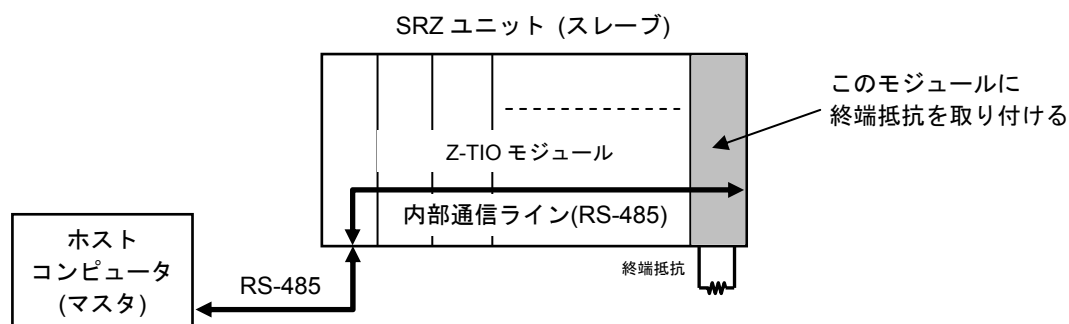 SRZ ユニット (スレーブ)
このモジュールに
終端抵抗を取り付ける
Z-TIO モジュール
内部通信ライン(RS-485)
ホスト
コンピュータ
(マスタ)
RS-485
終端抵抗